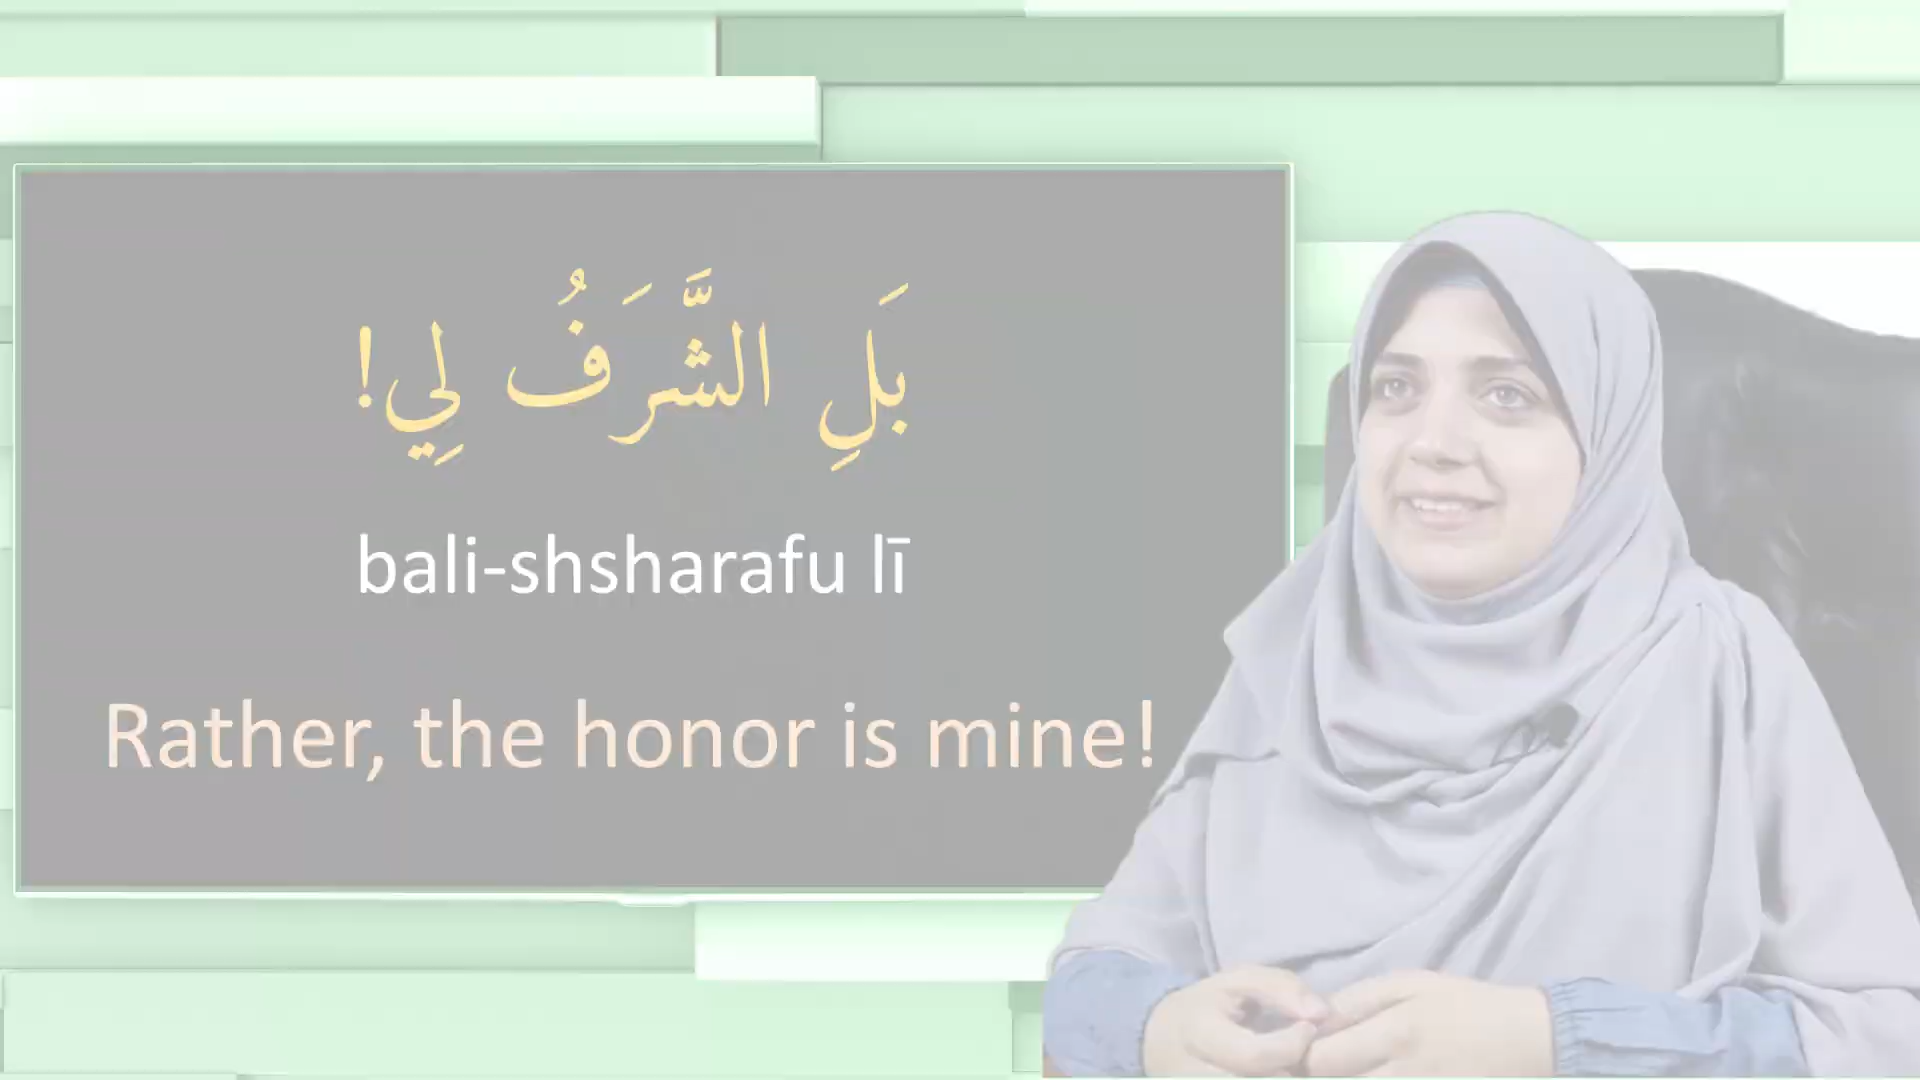 بَلِ الشَّرَفُ لِي!
bali-shsharafu lī
Rather, the honor is mine!